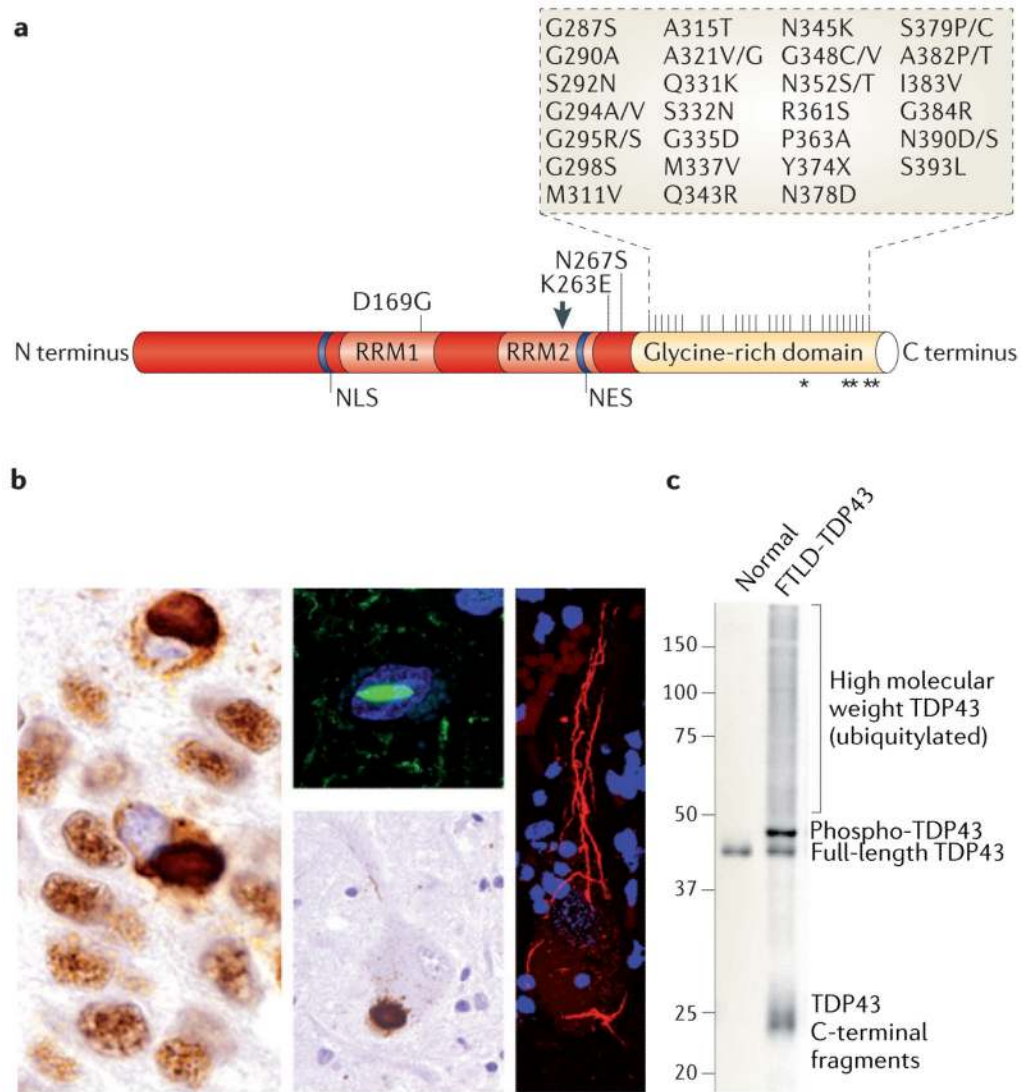 a
G287S A315T N345K S379P/C
G290A A321V/G G348C/V A382P/T
S292N Q331K N352S/T I383V
G294A/V S332N R361S G384R
G295R/S G335D P363A N390D/S
G298S M337V Y374X S393L
M311V Q343R N378D
N267S
K263E
D169G
N terminus RRM1 RRM2 Glycine-rich domain C terminus
* ** **
NLS NES
b
c
Normal
FTLD-TDP43
150
100
75
50
37
25
20
High molecular
weight TDP43
(ubiquitylated)
Phospho-TDP43
Full-length TDP43
TDP43
C-terminal
fragments